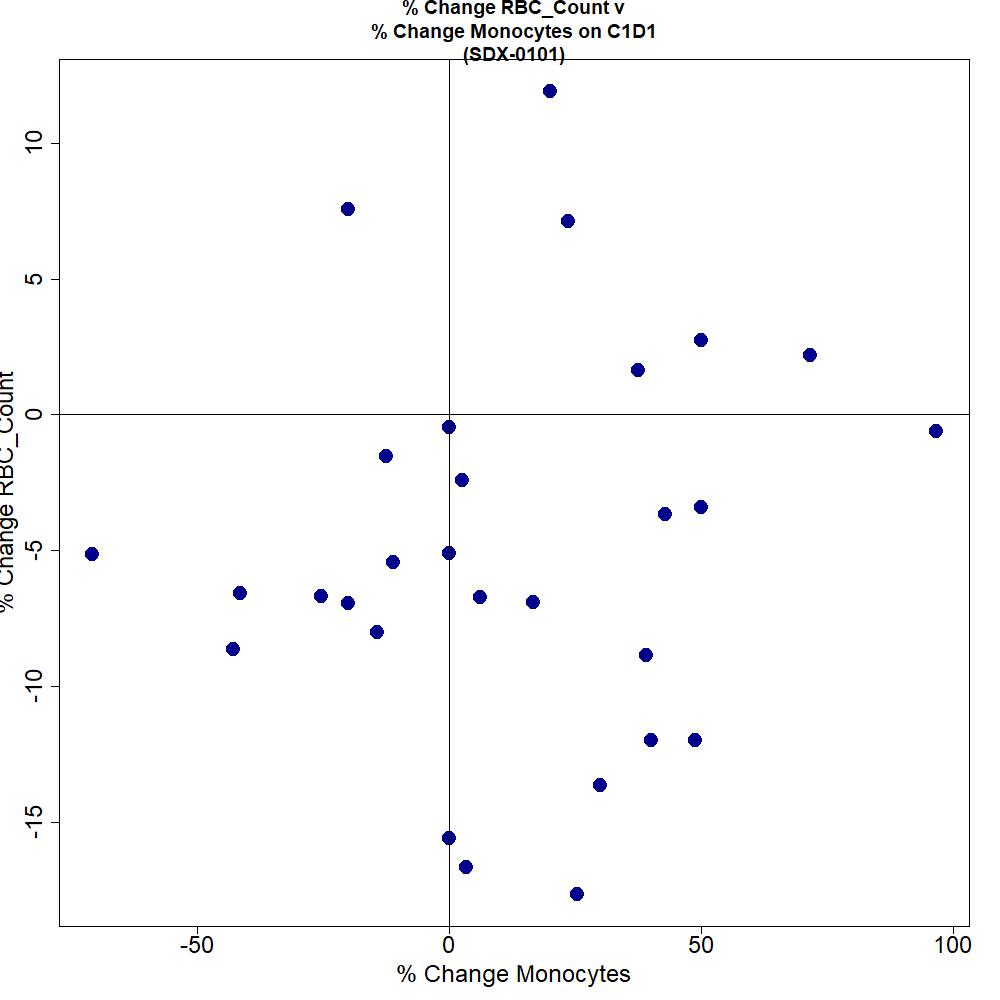 % Change RBC_Count v
% Change Monocytes on C1D1
(SDX-0101)
10
5
0
-5
-10
-15
% Change RBC_Count
-50
0
50
100
% Change Monocytes